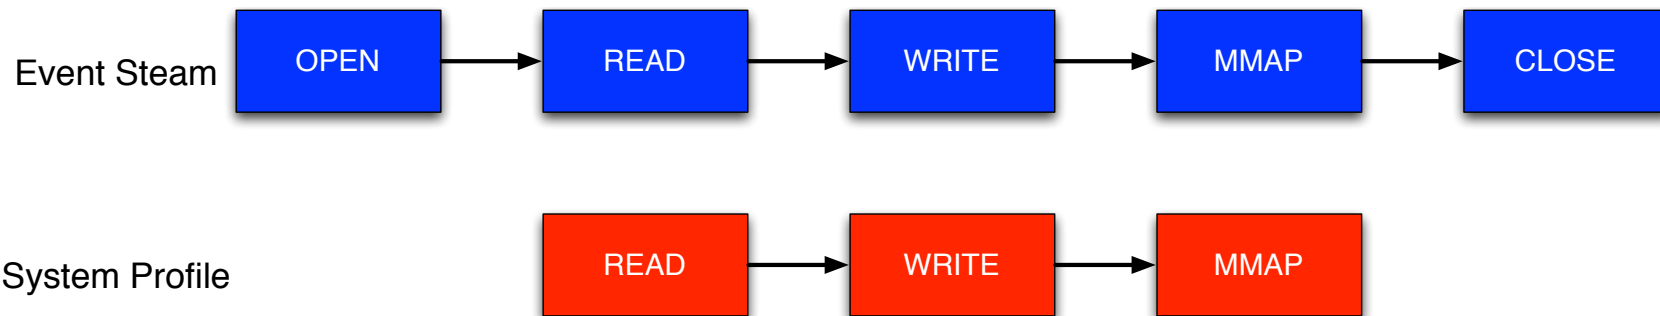 Event Steam OPEN READ WRITE MMAP CLOSE
System Profile READ WRITE MMAP